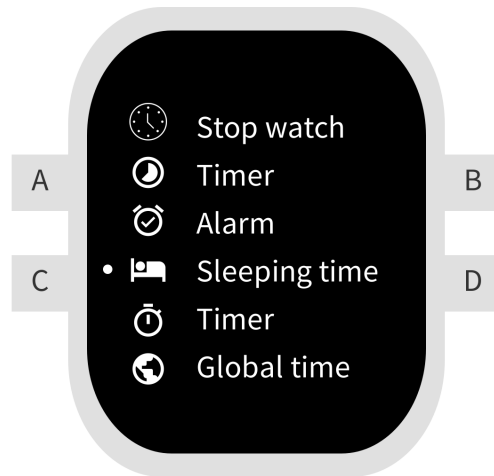 Stop watch
A
Timer
B
Alarm
C
Sleeping time
D
Timer
Global time